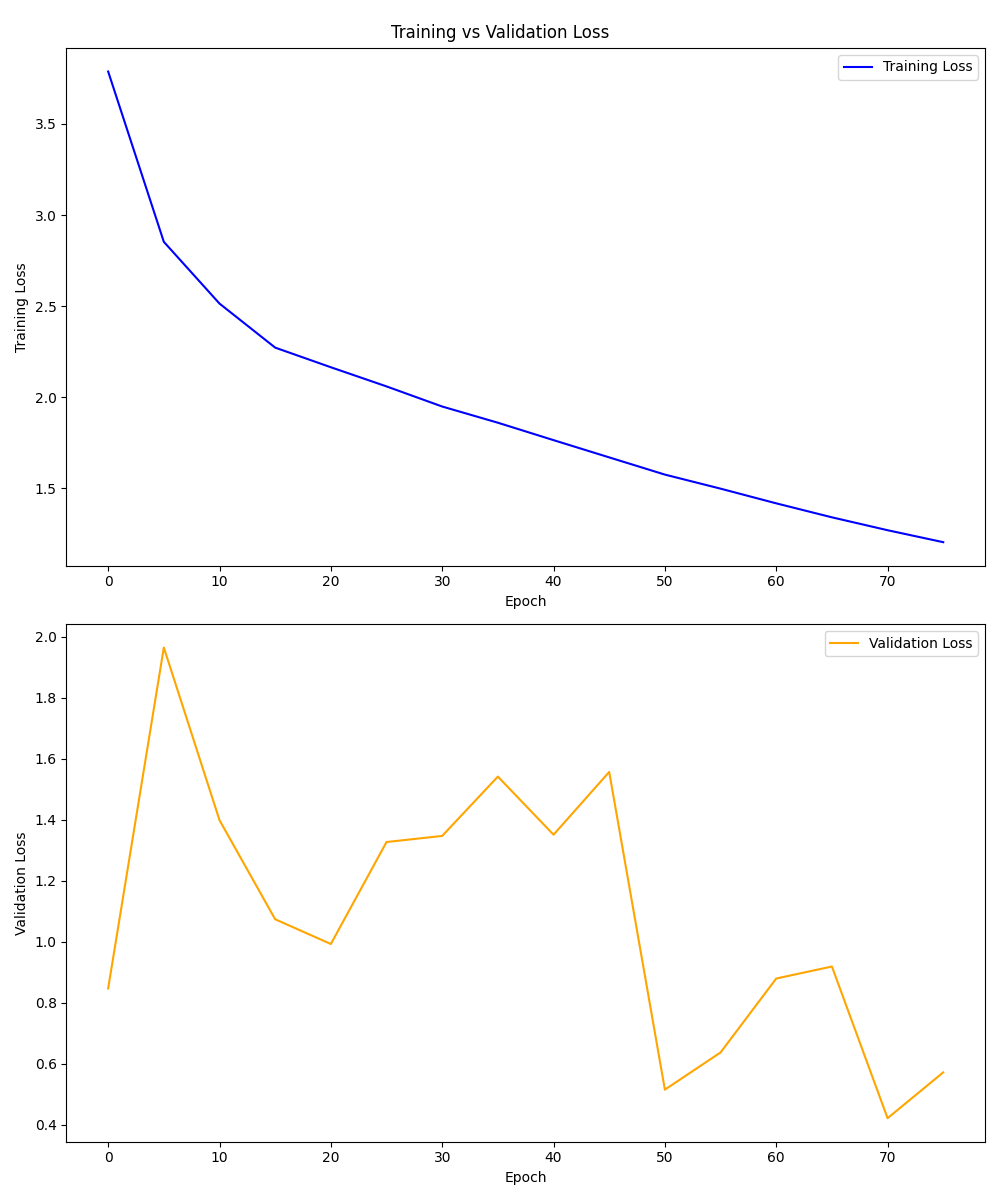 Training vs Validation Loss
Training Loss
3.5
3.0
2.5
2.0
1.5
Training Loss
0 10 20 30 40 50 60 70
Epoch
Validation Loss
2.0
1.8
1.6
1.4
1.2
1.0
0.8
0.6
0.4
Validation Loss
0 10 20 30 40 50 60 70
Epoch